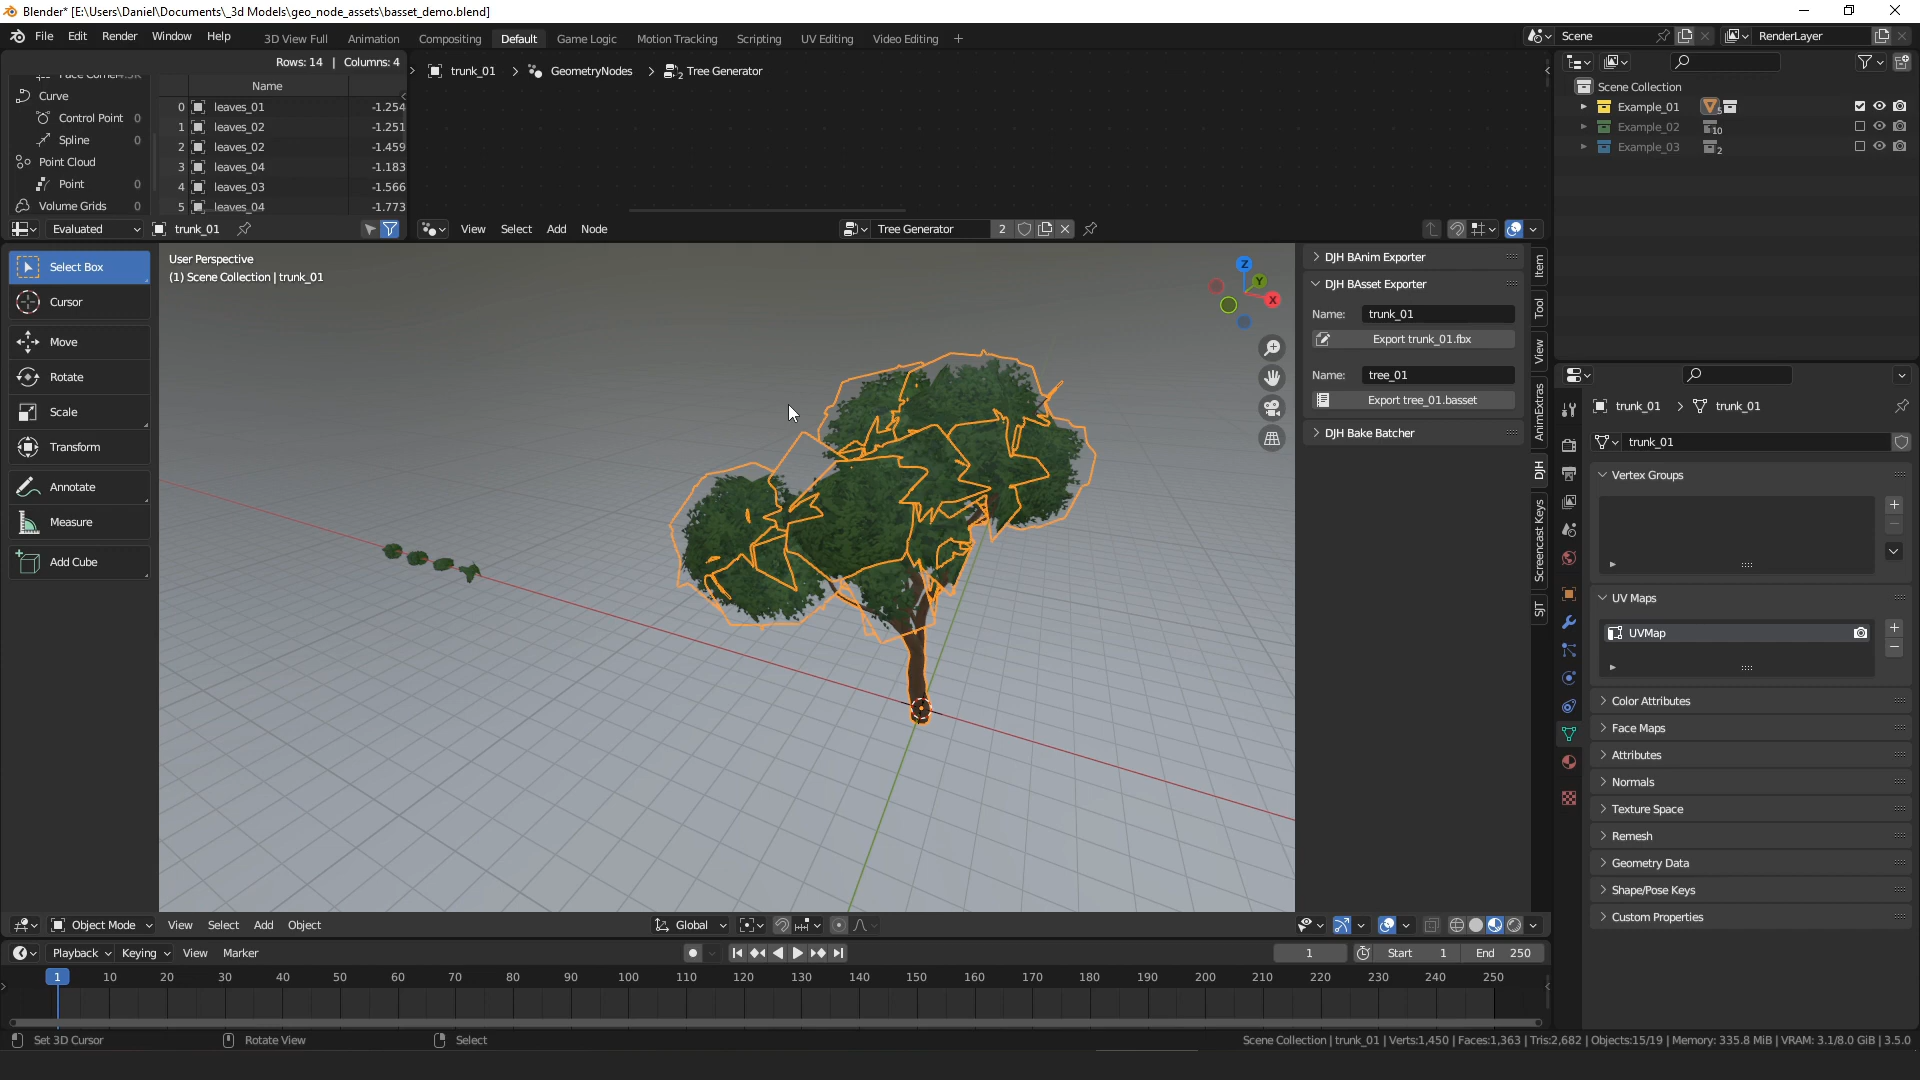 Blender* [E:\Users\Daniel\Documents\_3d Models\geo_node_assets\basset_demo.blend]
File Edit Render Window Help 3D View Full Animation Compositing Default Game Logic Motion Tracking Scripting UV Editing Video Editing + Scene RenderLayer
Rows: 14 | Columns: 4
Name
0 leaves_01 -1.254
1 leaves_02 -1.251
2 leaves_02 -1.459
3 leaves_04 -1.183
4 leaves_03 -1.566
5 leaves_04 -1.773
Curve
Control Point 0
Spline 0
Point Cloud
Point 0
Volume Grids 0
Evaluated trunk_01
trunk_01 > GeometryNodes > Tree Generator
View Select Add Node Tree Generator 2
Select Box
Cursor
Move
Rotate
Scale
Transform
Annotate
Measure
Add Cube
User Perspective
(1) Scene Collection | trunk_01
Z
Y
X
DJH BAnim Exporter
DJH BAsset Exporter
Name: trunk_01
Export trunk_01.fbx
Name: tree_01
Export tree_01.basset
DJH Bake Batcher
Item
Tool
View
AnimExtras
DJH
Screencast Keys
SJT
Scene Collection
Example_01 5
Example_02 10
Example_03 2
trunk_01 > trunk_01
trunk_01
Vertex Groups
UV Maps
UVMap
Color Attributes
Face Maps
Attributes
Normals
Texture Space
Remesh
Geometry Data
Shape/Pose Keys
Custom Properties
Object Mode View Select Add Object Global
Playback Keying View Marker 1 Start 1 End 250
1 10 20 30 40 50 60 70 80 90 100 110 120 130 140 150 160 170 180 190 200 210 220 230 240 250
Set 3D Cursor Rotate View Select Scene Collection | trunk_01 | Verts:1,450 | Faces:1,363 | Tris:2,682 | Objects:15/19 | Memory: 335.8 MiB | VRAM: 3.1/8.0 GiB | 3.5.0